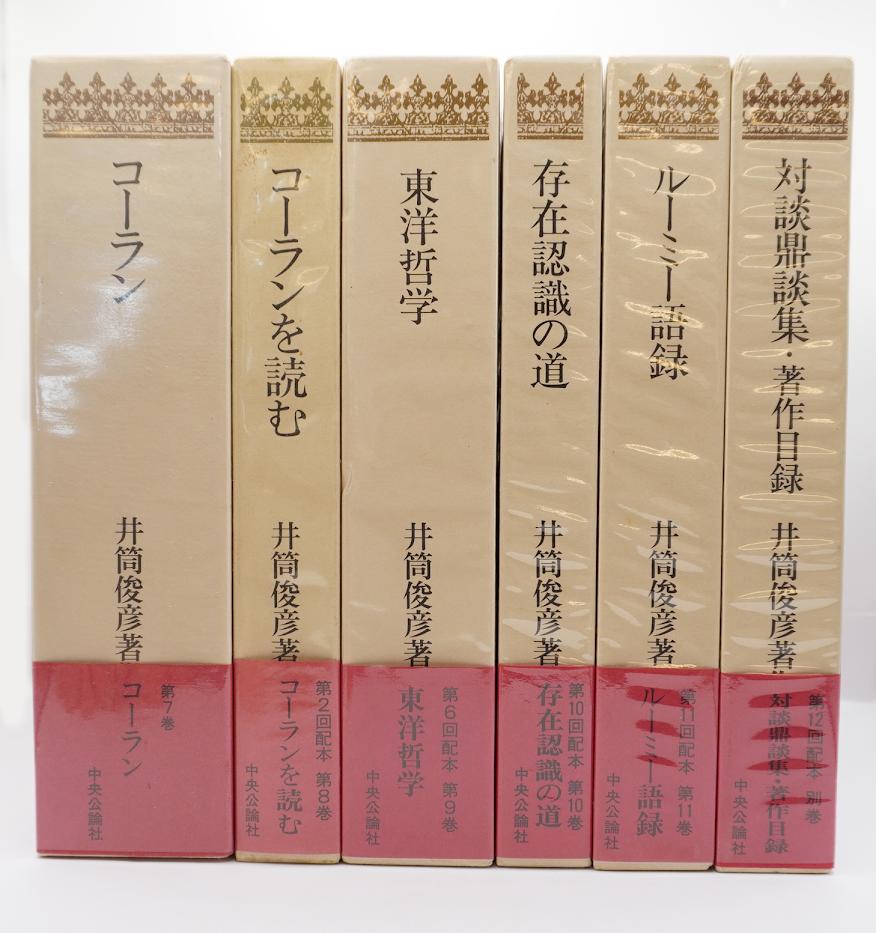 コーラン
井筒俊彦著
第7巻
コーラン
中央公論社
コーランを読む
井筒俊彦著
第2回配本 第8巻
コーランを読む
中央公論社
東洋哲学
井筒俊彦著
第6回配本 第9巻
東洋哲学
中央公論社
存在認識の道
井筒俊彦著
第10回配本 第10巻
存在認識の道
中央公論社
ルーミー語録
井筒俊彦著
第11回配本 第11巻
ルーミー語録
中央公論社
対談鼎談集・著作目録
井筒俊彦著
第12回配本 別巻
対談鼎談集・著作目録
中央公論社